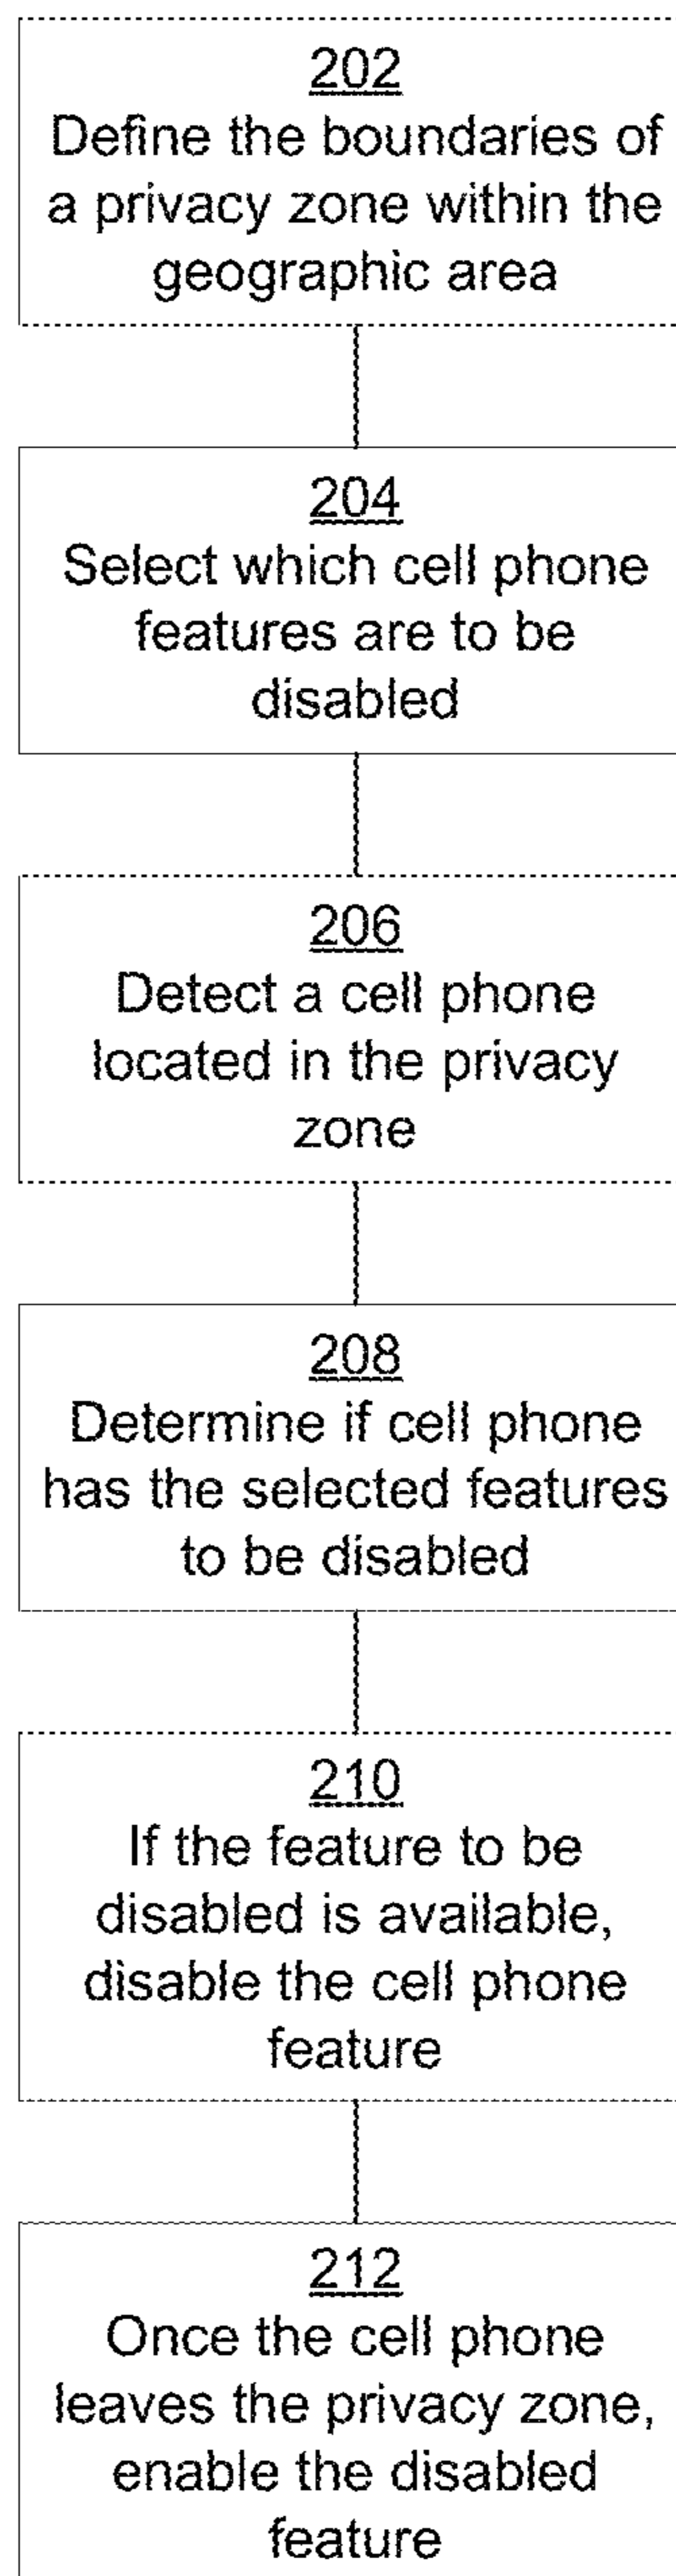 202
Define the boundaries of
a privacy zone within the
geographic area
204
Select which cell phone
features are to be
disabled
206
Detect a cell phone
located in the privacy
zone
208
Determine if cell phone
has the selected features
to be disabled
210
If the feature to be
disabled is available,
disable the cell phone
feature
212
Once the cell phone
leaves the privacy zone,
enable the disabled
feature